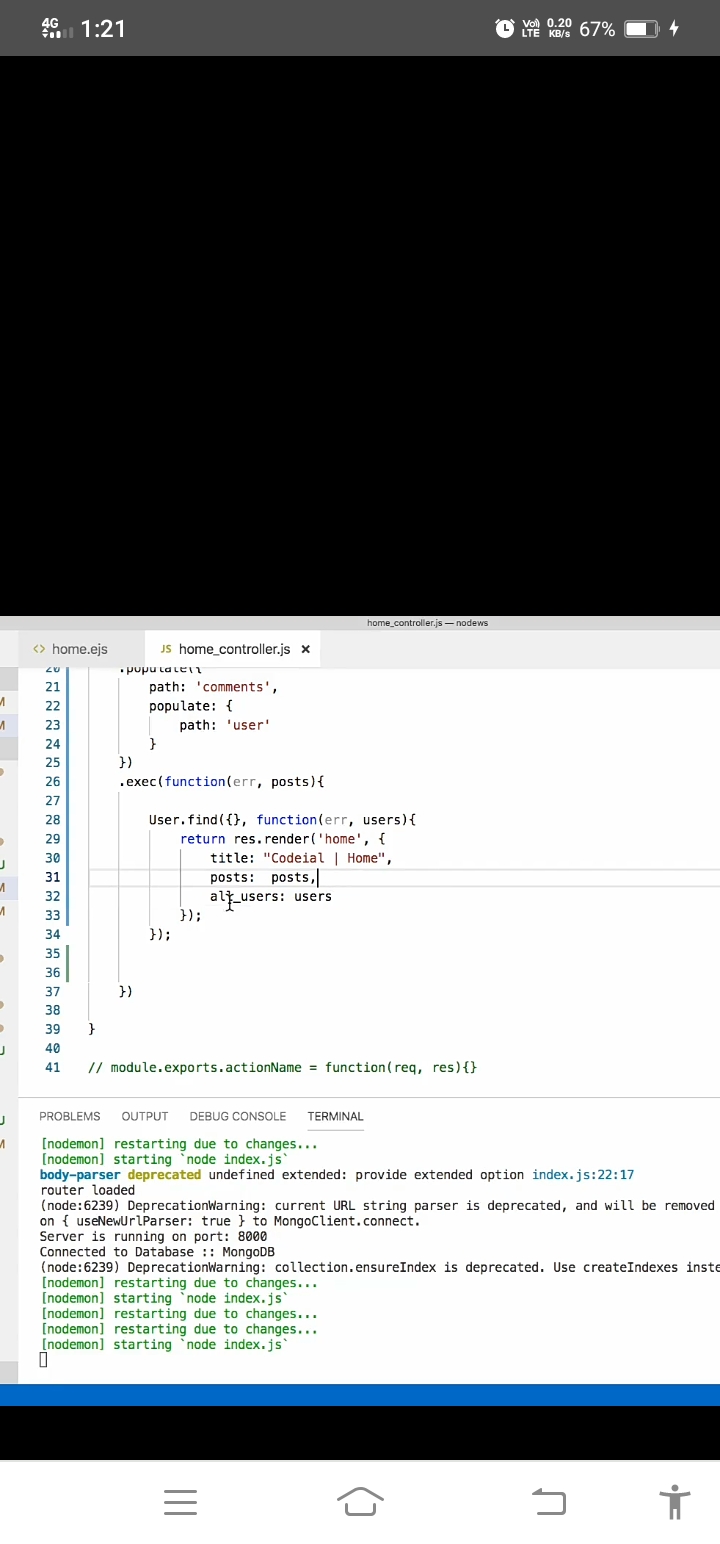 4G 1:21 Vo) LTE 0.20 KB/s 67%
home_controller.js — nodews
<> home.ejs JS home_controller.js ×
20 .populate({
21 path: 'comments',
22 populate: {
23 path: 'user'
24 }
25 })
26 .exec(function(err, posts){
27
28 User.find({}, function(err, users){
29 return res.render('home', {
30 title: "Codeial | Home",
31 posts:  posts,
32 all_users: users
33 });
34 });
35
36
37 })
38
39 }
40
41 // module.exports.actionName = function(req, res){}
PROBLEMS OUTPUT DEBUG CONSOLE TERMINAL
[nodemon] restarting due to changes...
[nodemon] starting `node index.js`
body-parser deprecated undefined extended: provide extended option index.js:22:17
router loaded
(node:6239) DeprecationWarning: current URL string parser is deprecated, and will be removed
on { useNewUrlParser: true } to MongoClient.connect.
Server is running on port: 8000
Connected to Database :: MongoDB
(node:6239) DeprecationWarning: collection.ensureIndex is deprecated. Use createIndexes inste
[nodemon] restarting due to changes...
[nodemon] starting `node index.js`
[nodemon] restarting due to changes...
[nodemon] restarting due to changes...
[nodemon] starting `node index.js`